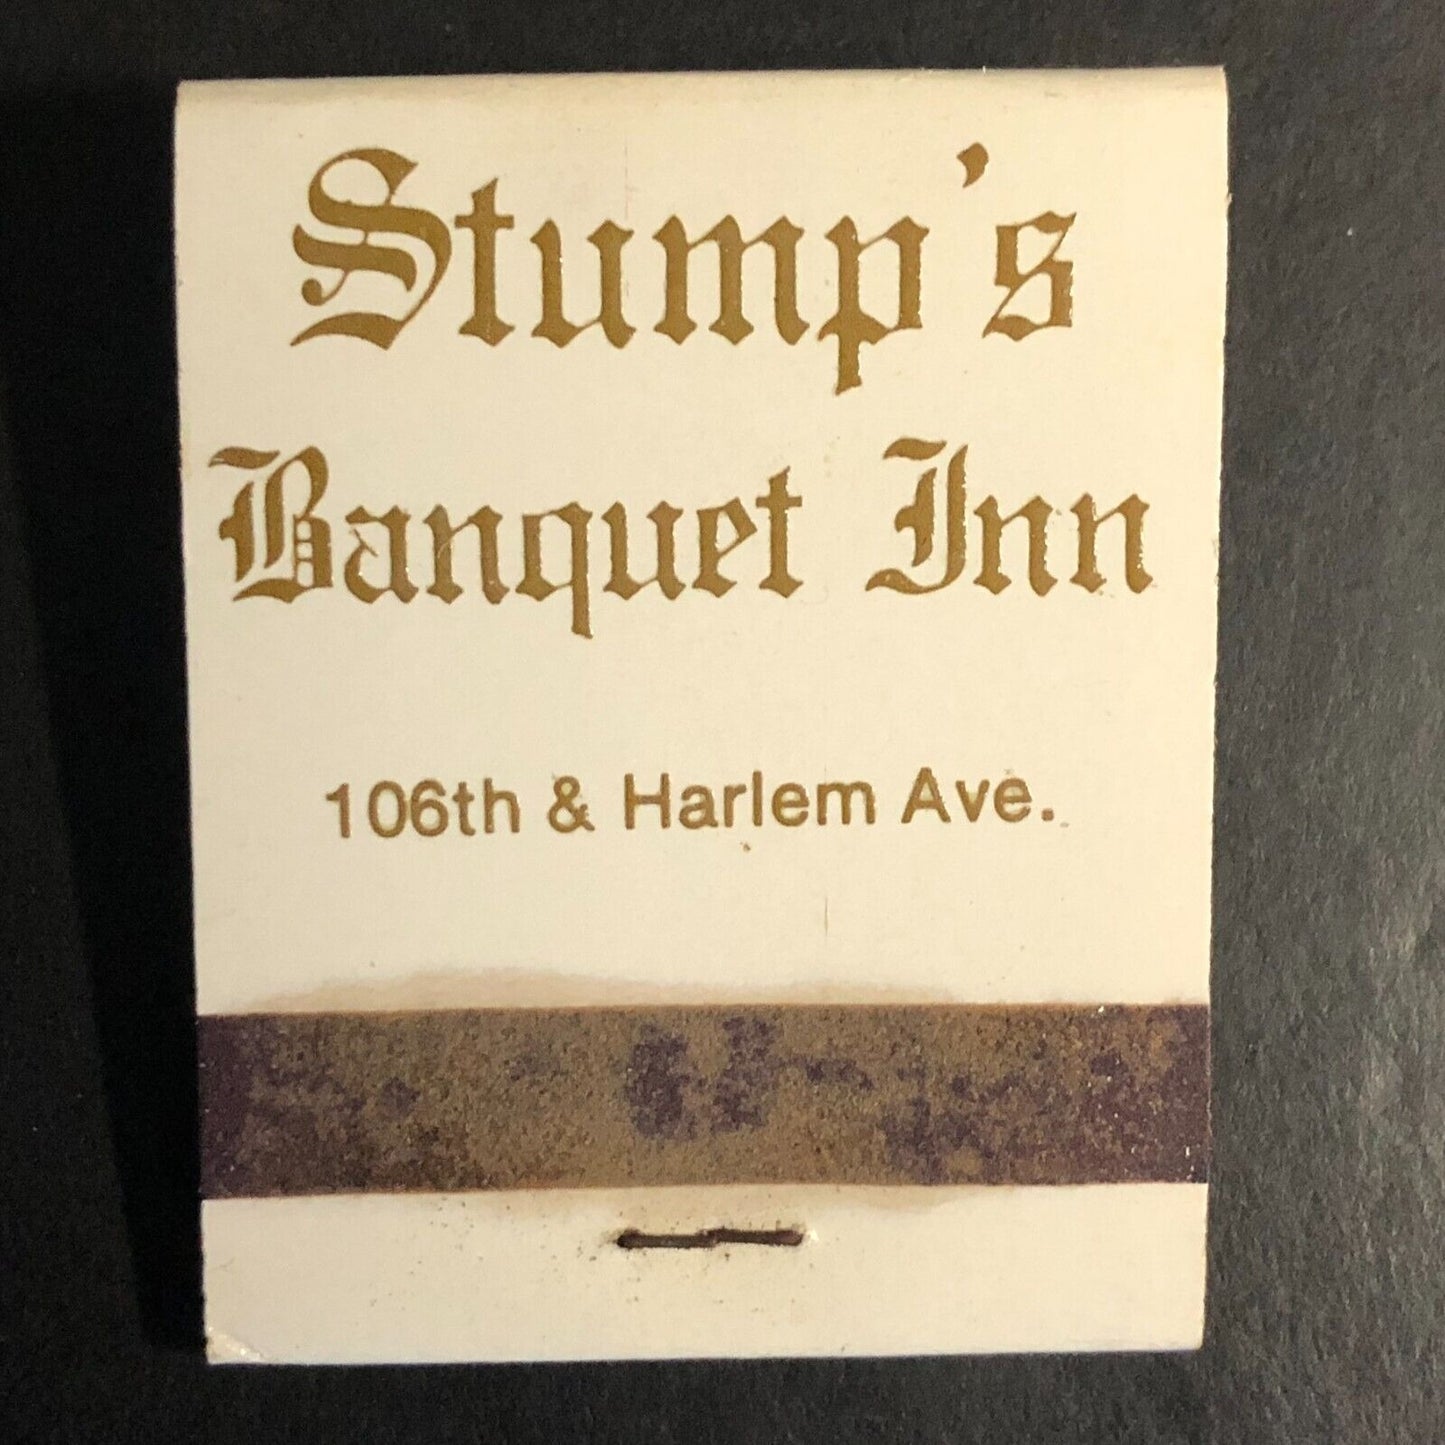 Stump's
Banquet Inn
106th & Harlem Ave.